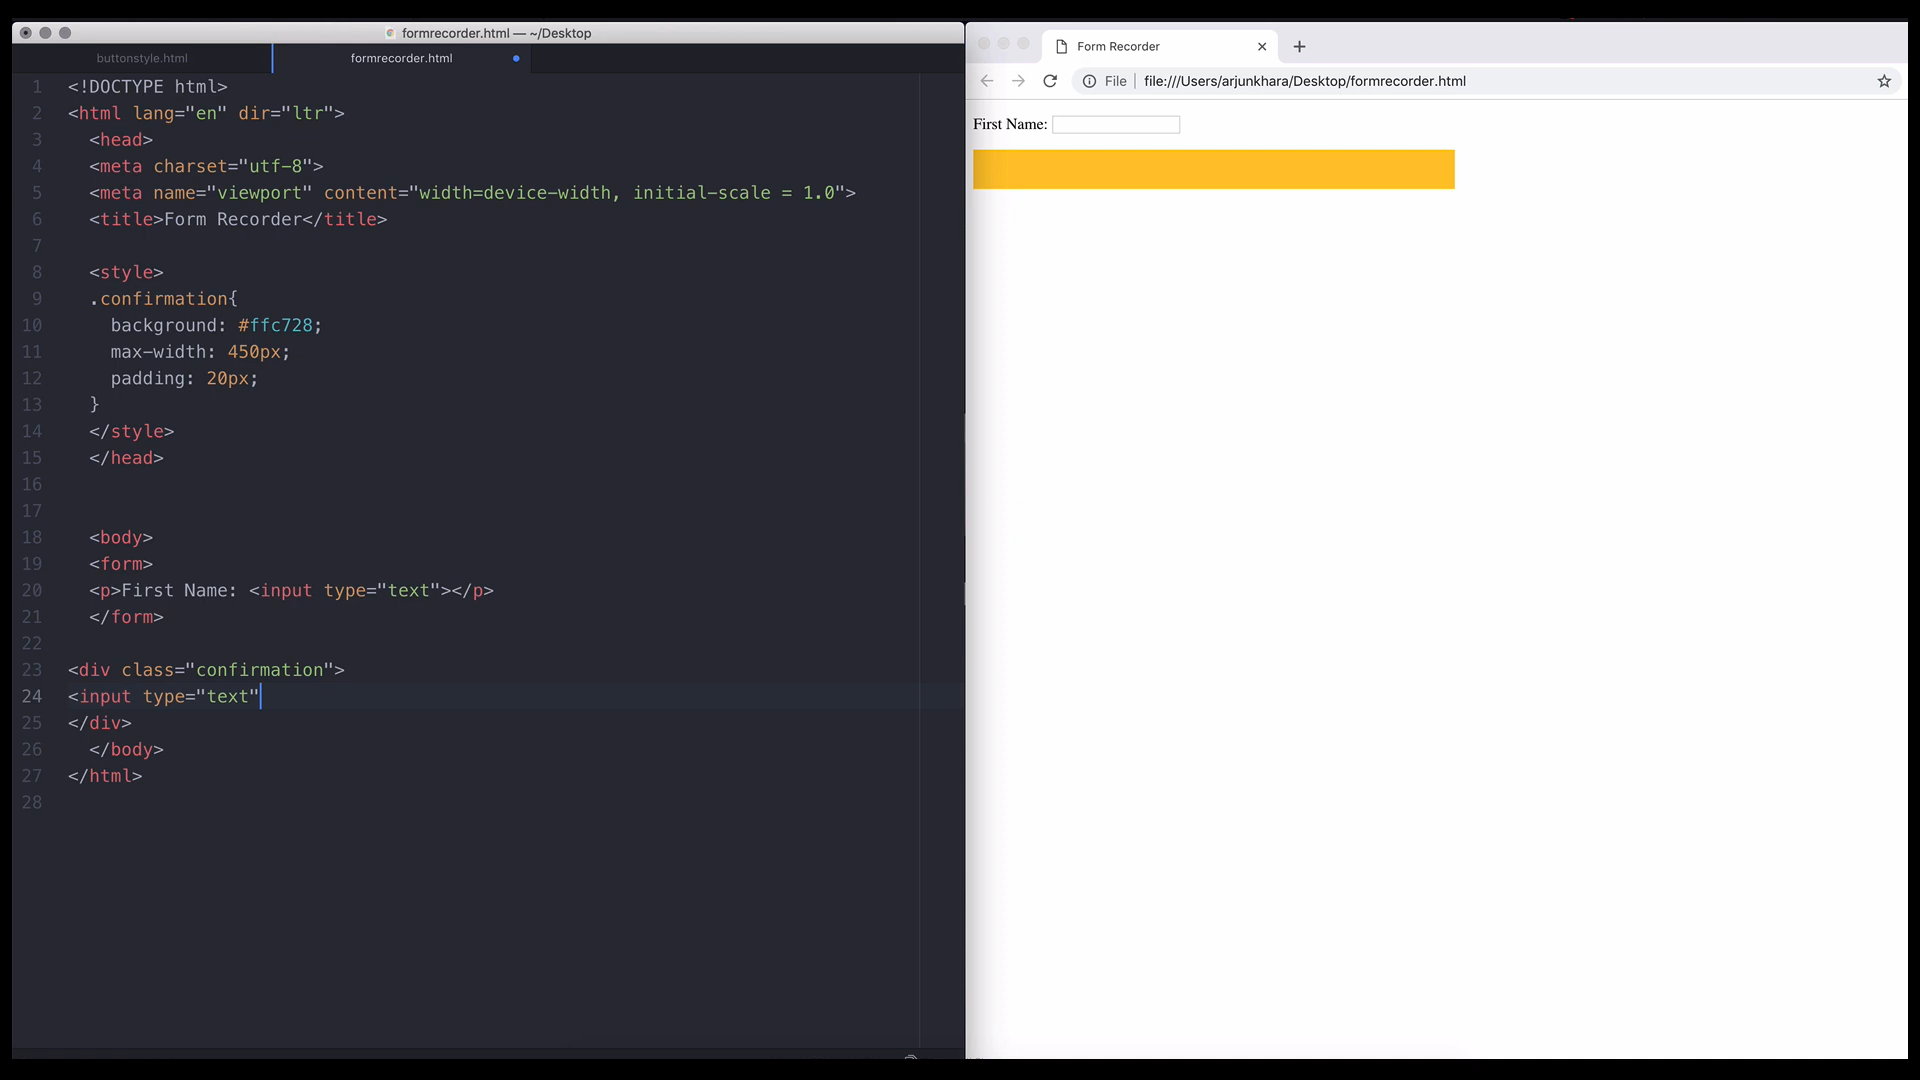 formrecorder.html — ~/Desktop
buttonstyle.html
formrecorder.html
1 <!DOCTYPE html>
2 <html lang="en" dir="ltr">
3   <head>
4   <meta charset="utf-8">
5   <meta name="viewport" content="width=device-width, initial-scale = 1.0">
6   <title>Form Recorder</title>
7
8   <style>
9   .confirmation{
10     background: #ffc728;
11     max-width: 450px;
12     padding: 20px;
13   }
14   </style>
15   </head>
16
17
18   <body>
19   <form>
20   <p>First Name: <input type="text"></p>
21   </form>
22
23 <div class="confirmation">
24 <input type="text"
25 </div>
26   </body>
27 </html>
28
Form Recorder
File file:///Users/arjunkhara/Desktop/formrecorder.html
First Name: